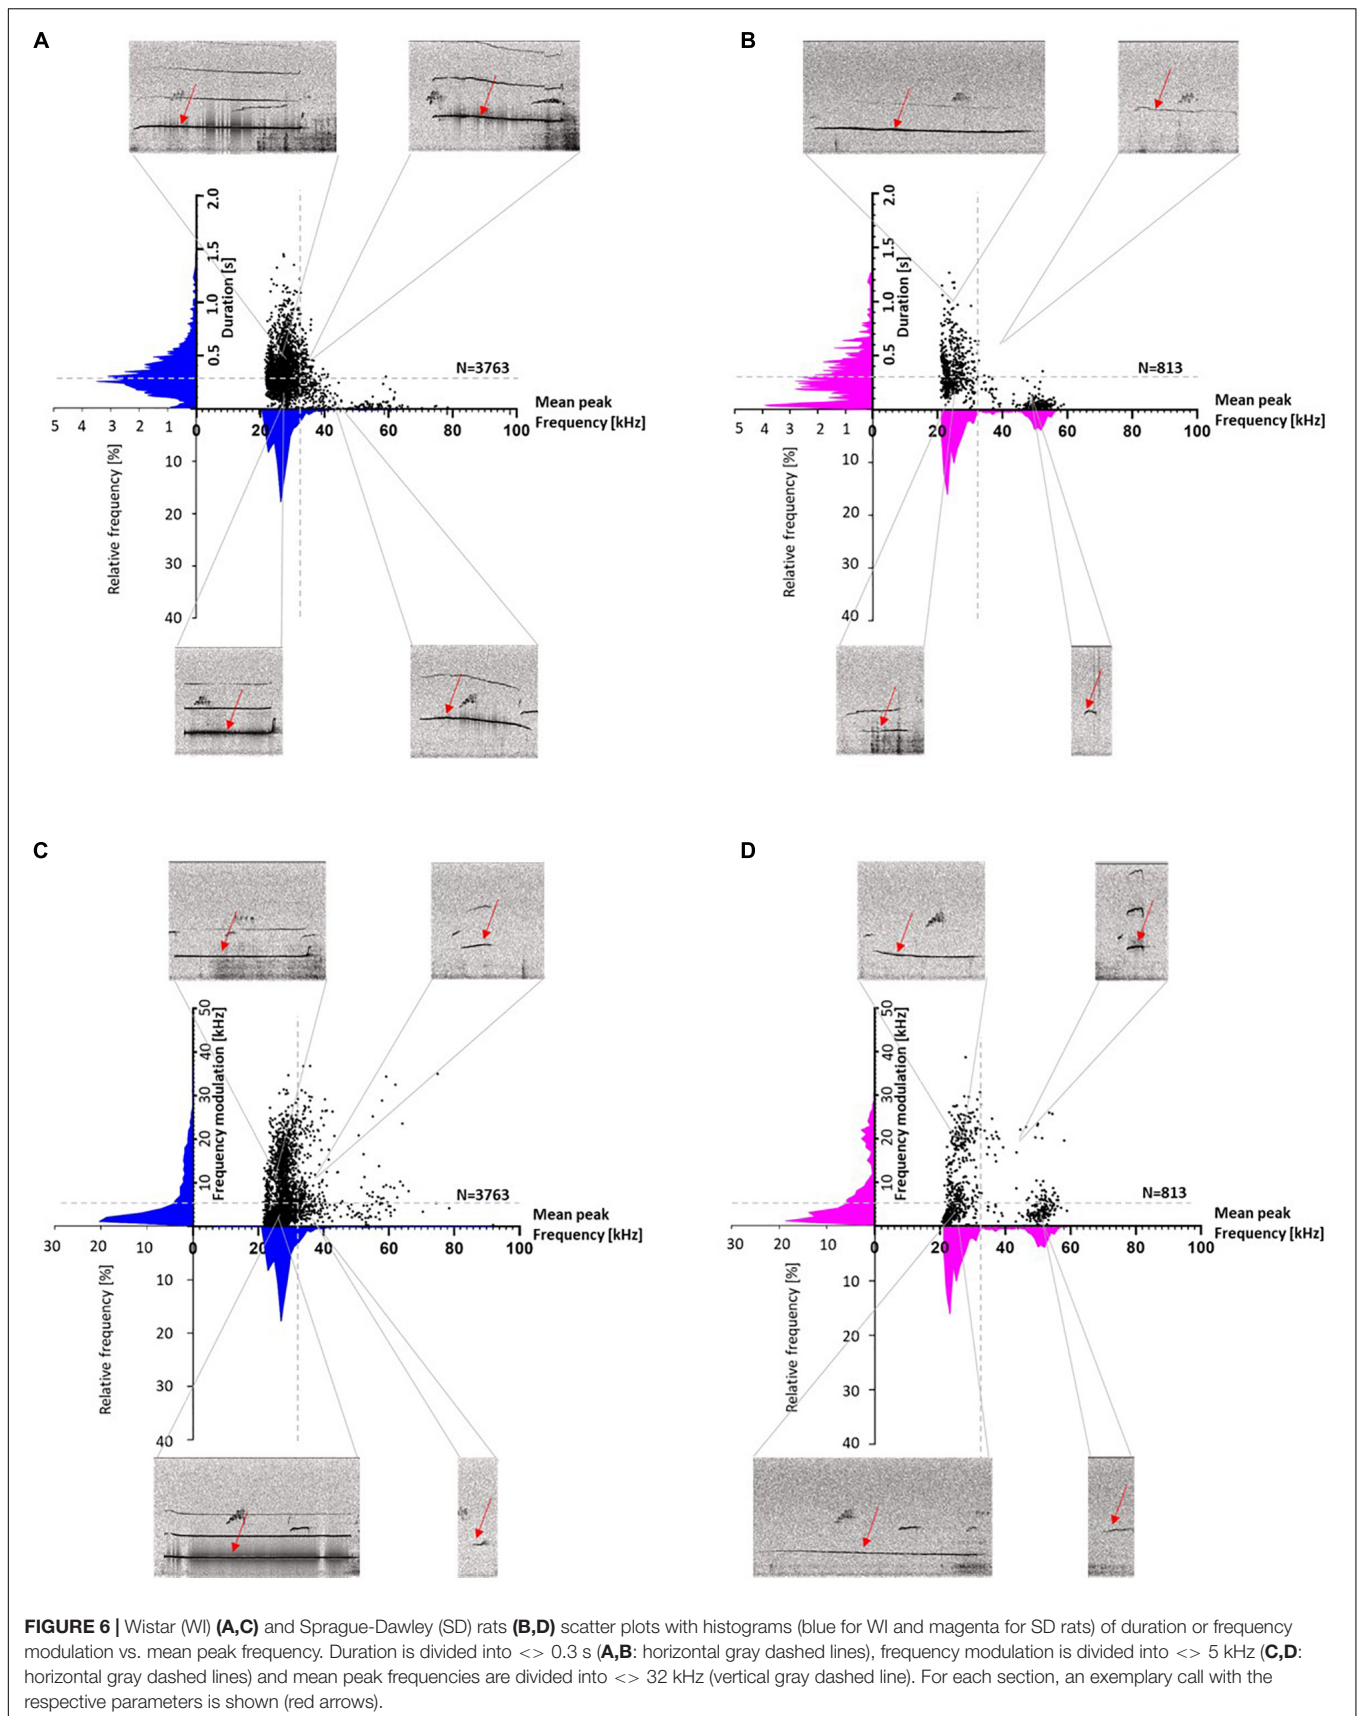 A
B
2.0
1.5
1.0
0.5
Duration [s]
N=3763
Mean peak
Frequency [kHz]
5 4 3 2 1 0 20 40 60 80 100
10
20
30
40
Relative frequency [%]
2.0
1.5
1.0
0.5
Duration [s]
N=813
Mean peak
Frequency [kHz]
5 4 3 2 1 0 20 40 60 80 100
10
20
30
40
Relative frequency [%]
C
D
50
40
30
20
10
Frequency modulation [kHz]
N=3763
Mean peak
Frequency [kHz]
30 20 10 0 20 40 60 80 100
10
20
30
40
Relative frequency [%]
50
40
30
20
10
Frequency modulation [kHz]
N=813
Mean peak
Frequency [kHz]
30 20 10 0 20 40 60 80 100
10
20
30
40
Relative frequency [%]
FIGURE 6 | Wistar (WI) (A,C) and Sprague-Dawley (SD) rats (B,D) scatter plots with histograms (blue for WI and magenta for SD rats) of duration or frequency
modulation vs. mean peak frequency. Duration is divided into <> 0.3 s (A,B: horizontal gray dashed lines), frequency modulation is divided into <> 5 kHz (C,D:
horizontal gray dashed lines) and mean peak frequencies are divided into <> 32 kHz (vertical gray dashed line). For each section, an exemplary call with the
respective parameters is shown (red arrows).